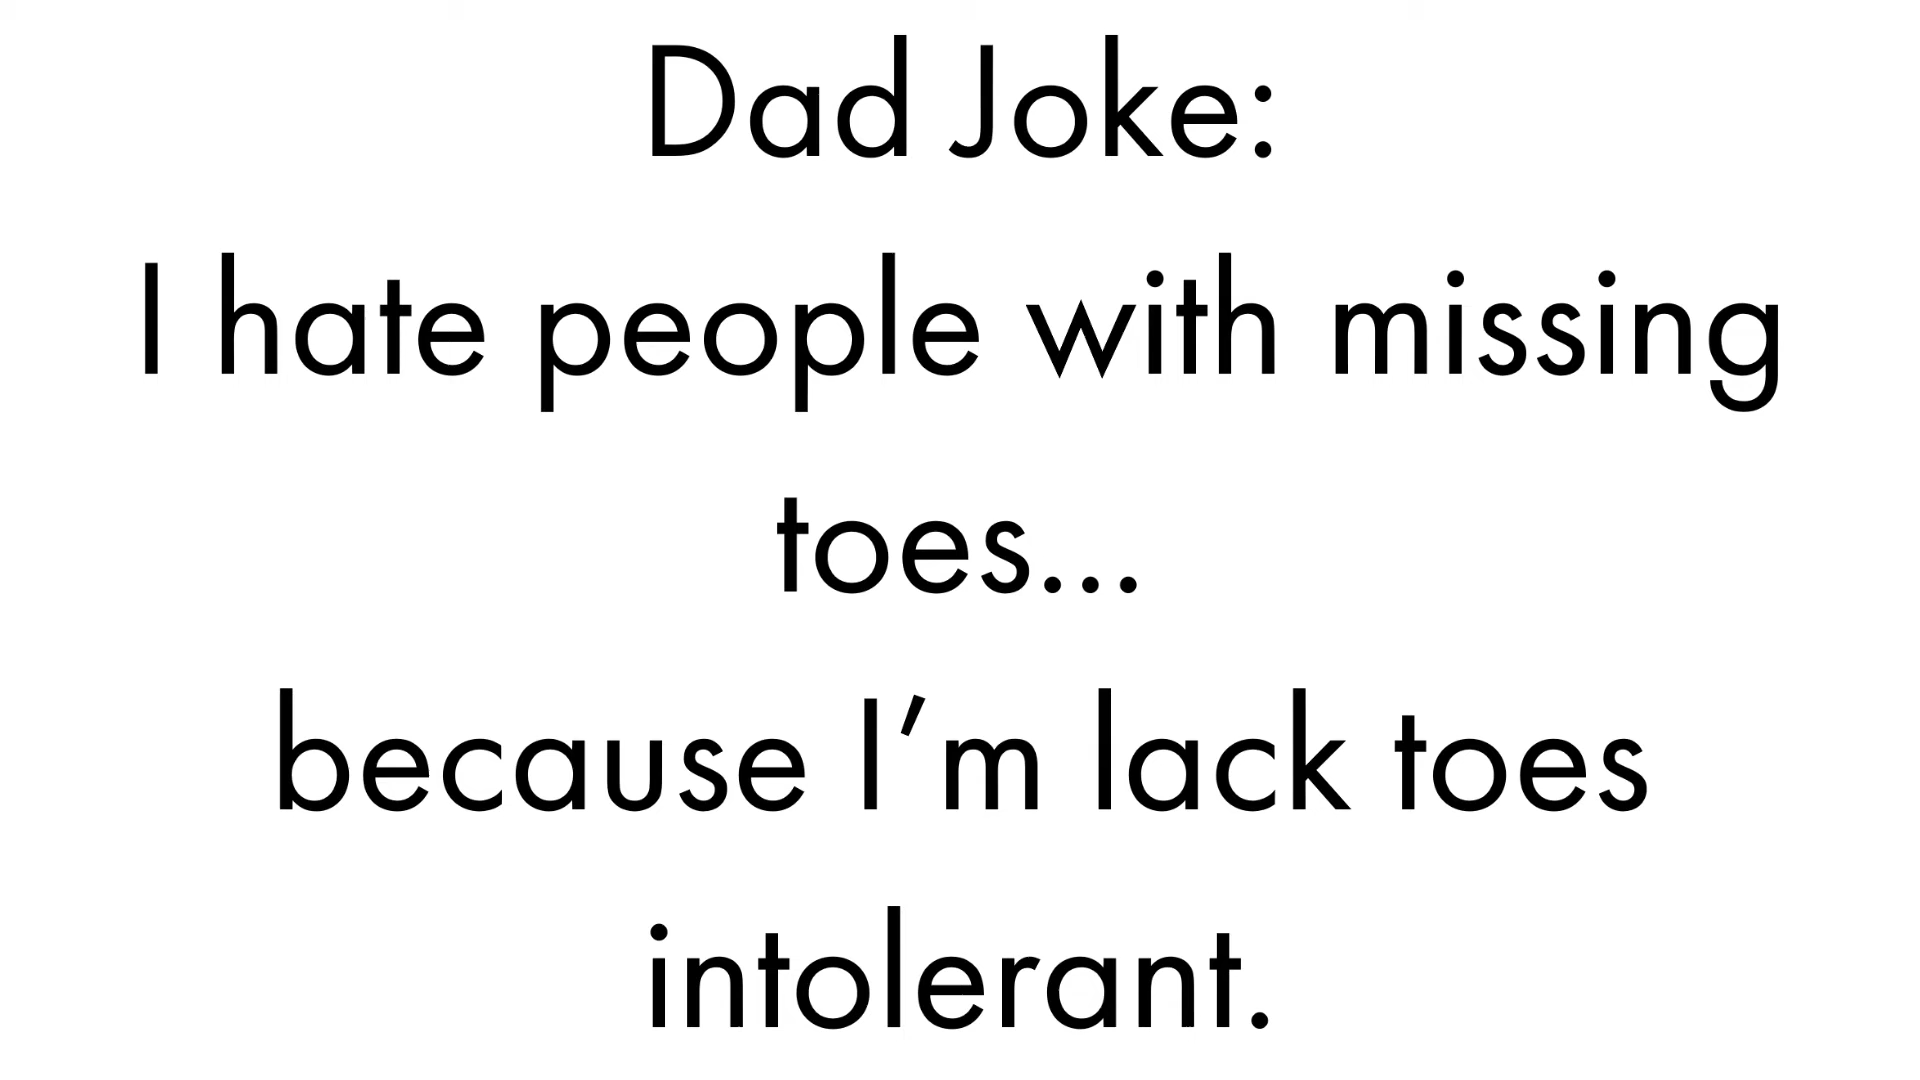 Dad Joke:
I hate people with missing
toes...
because I’m lack toes
intolerant.